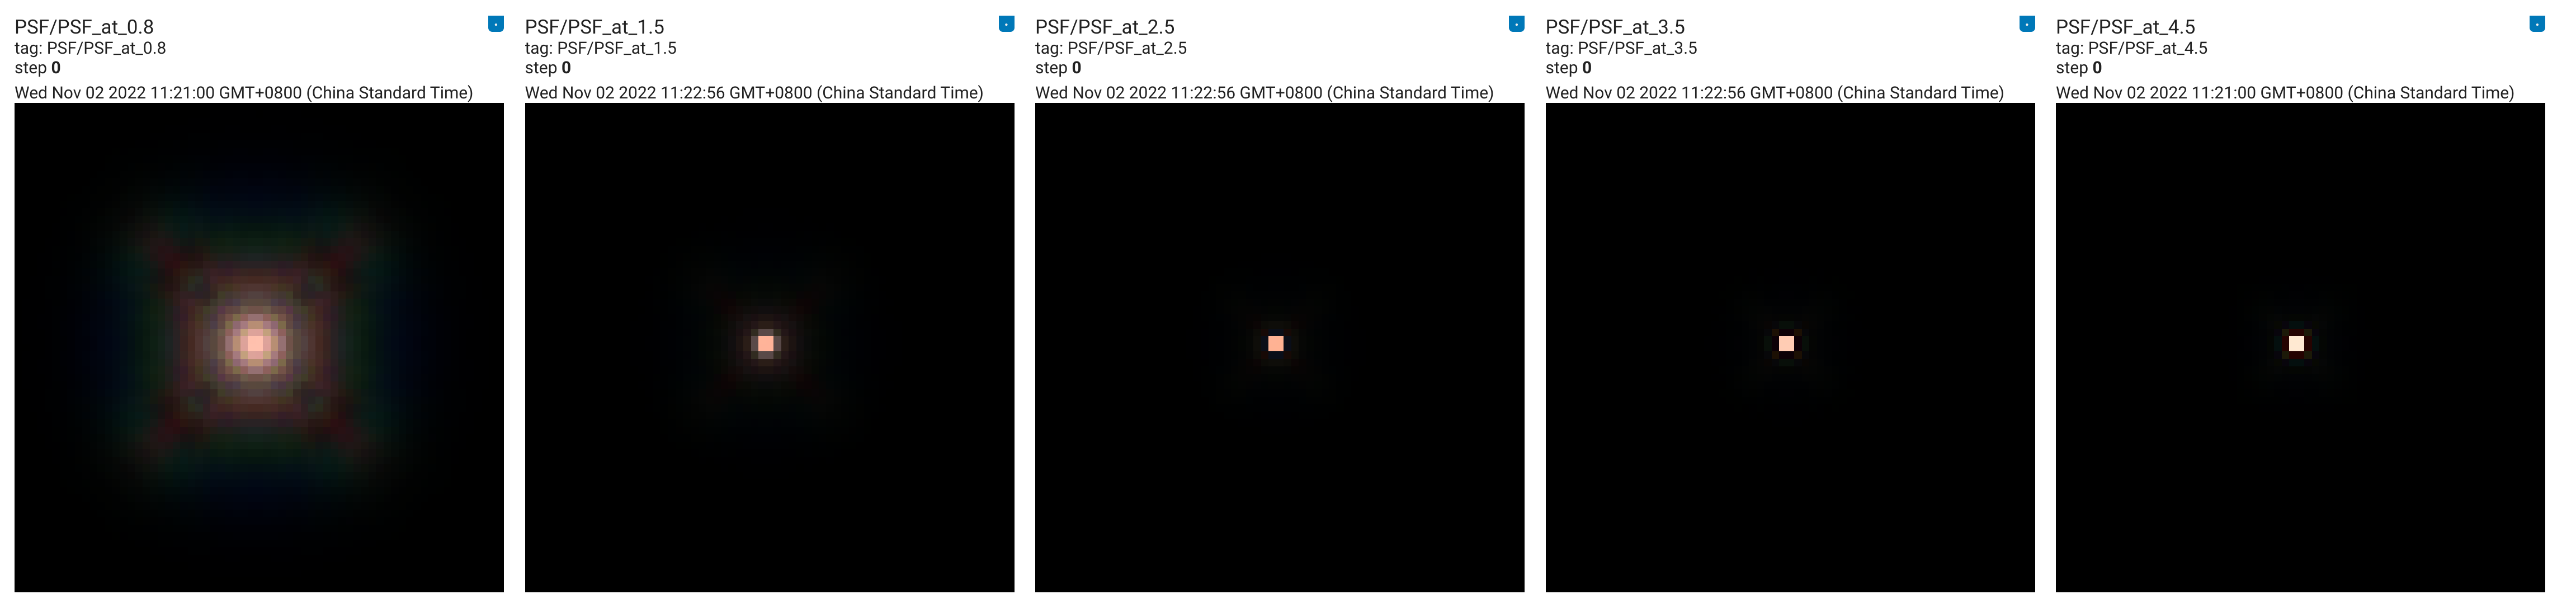 PSF/PSF_at_0.8
tag: PSF/PSF_at_0.8
step 0
Wed Nov 02 2022 11:21:00 GMT+0800 (China Standard Time)
PSF/PSF_at_1.5
tag: PSF/PSF_at_1.5
step 0
Wed Nov 02 2022 11:22:56 GMT+0800 (China Standard Time)
PSF/PSF_at_2.5
tag: PSF/PSF_at_2.5
step 0
Wed Nov 02 2022 11:22:56 GMT+0800 (China Standard Time)
PSF/PSF_at_3.5
tag: PSF/PSF_at_3.5
step 0
Wed Nov 02 2022 11:22:56 GMT+0800 (China Standard Time)
PSF/PSF_at_4.5
tag: PSF/PSF_at_4.5
step 0
Wed Nov 02 2022 11:21:00 GMT+0800 (China Standard Time)